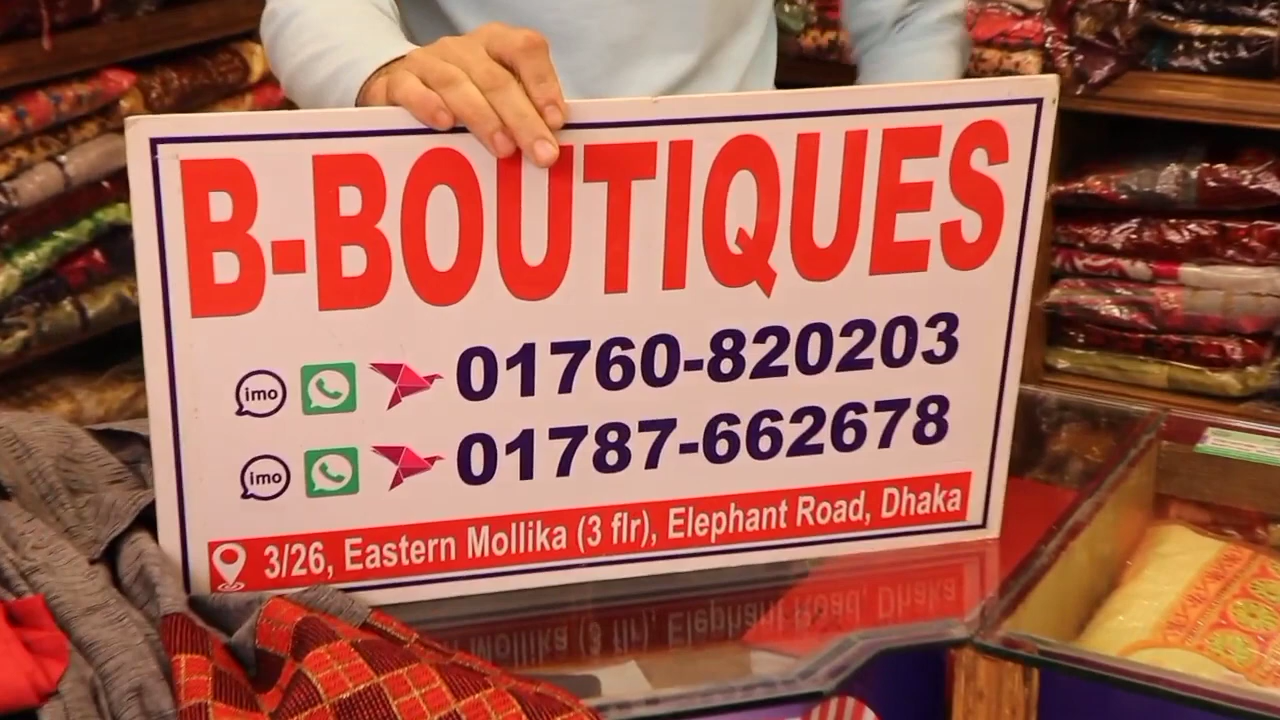 B-BOUTIQUES
imo 01760-820203
imo 01787-662678
3/26, Eastern Mollika (3 flr), Elephant Road, Dhaka